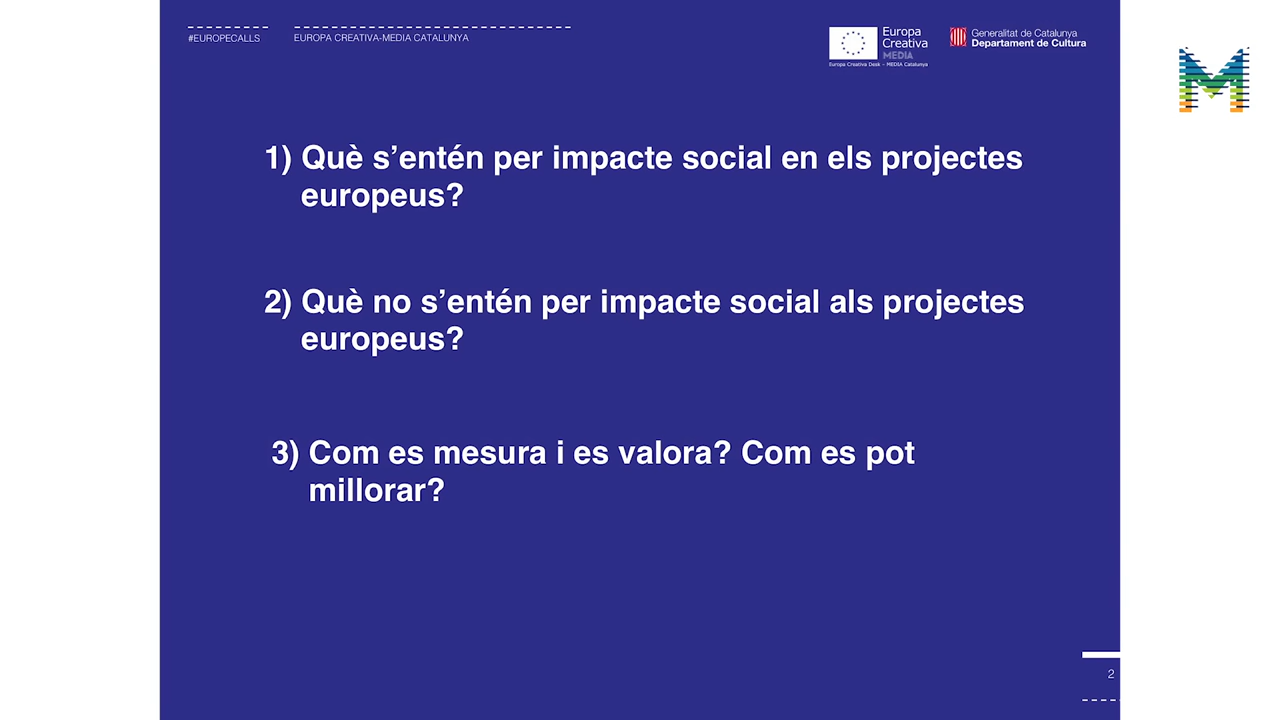 #EUROPECALLS
EUROPA CREATIVA-MEDIA CATALUNYA
Europa
Creativa
MEDIA
Europa Creativa Desk - MEDIA Catalunya
Generalitat de Catalunya
Departament de Cultura
M
1) Què s’entén per impacte social en els projectes
europeus?
2) Què no s’entén per impacte social als projectes
europeus?
3) Com es mesura i es valora? Com es pot
millorar?
2